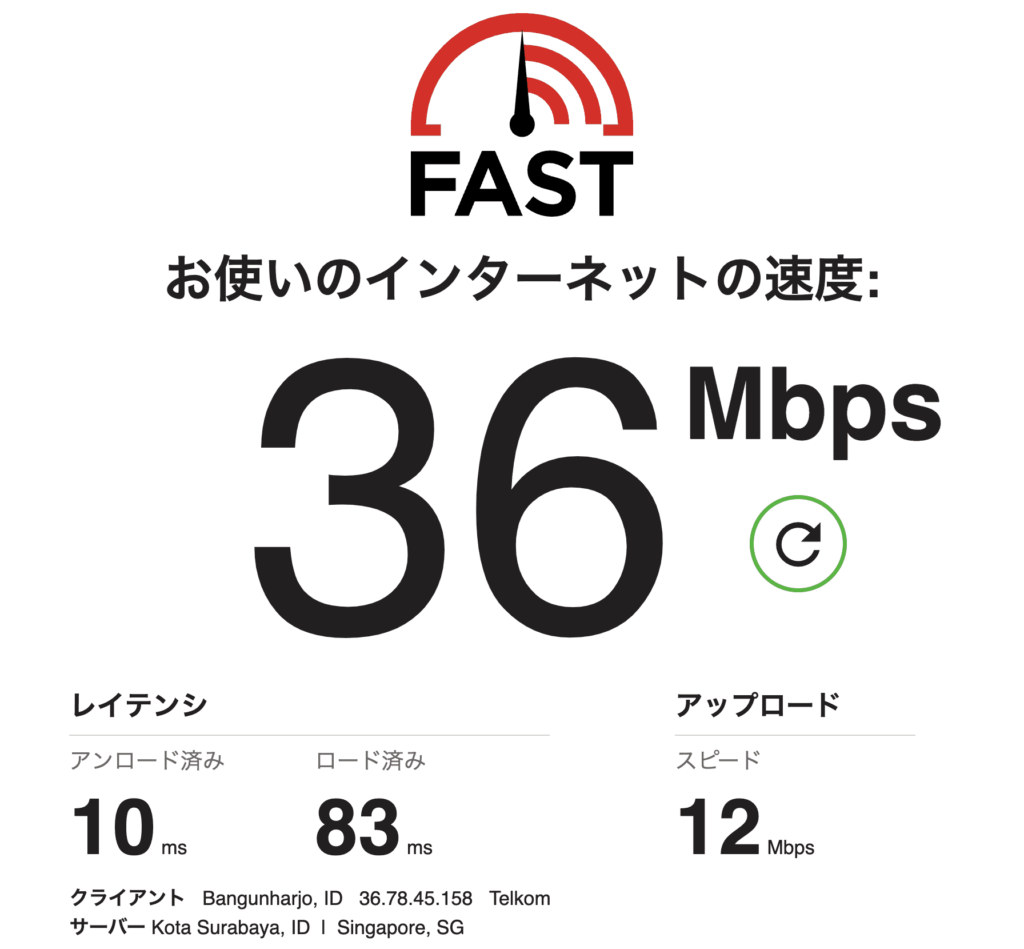 FAST
お使いのインターネットの速度:
36 Mbps
レイテンシ アップロード
アンロード済み ロード済み スピード
10 ms 83 ms 12 Mbps
クライアント Bangunharjo, ID 36.78.45.158 Telkom
サーバー Kota Surabaya, ID | Singapore, SG